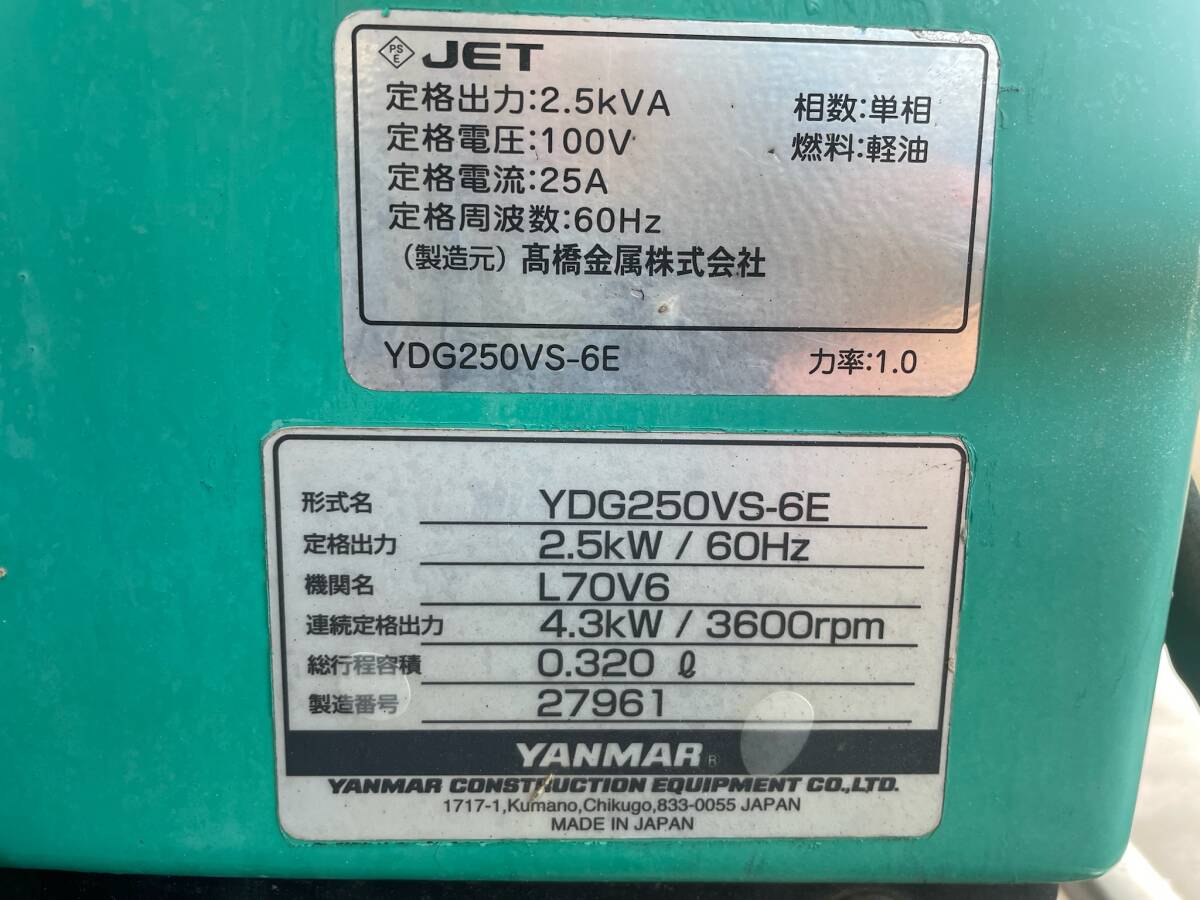 PS E JET
定格出力:2.5kVA 相数:単相
定格電圧:100V 燃料:軽油
定格電流:25A
定格周波数:60Hz
(製造元)髙橋金属株式会社
YDG250VS-6E 力率:1.0
形式名 YDG250VS-6E
定格出力 2.5kW / 60Hz
機関名 L70V6
連続定格出力 4.3kW / 3600rpm
総行程容積 0.320 ℓ
製造番号 27961
YANMAR®
YANMAR CONSTRUCTION EQUIPMENT CO.,LTD.
1717-1,Kumano,Chikugo,833-0055 JAPAN
MADE IN JAPAN